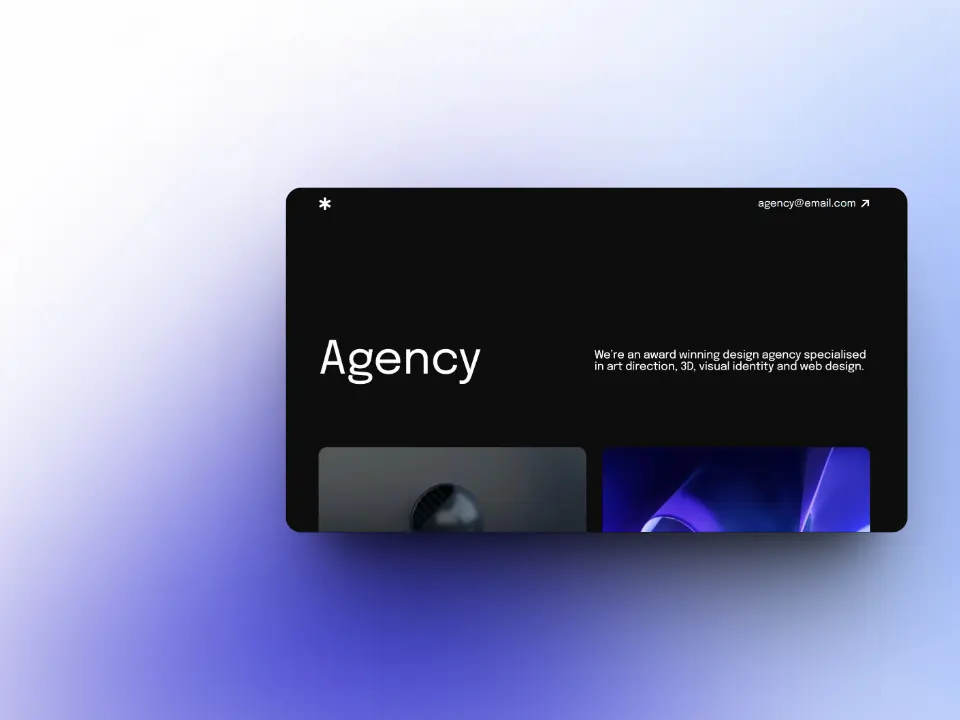 agency@email.com
Agency
We’re an award winning design agency specialised
in art direction, 3D, visual identity and web design.